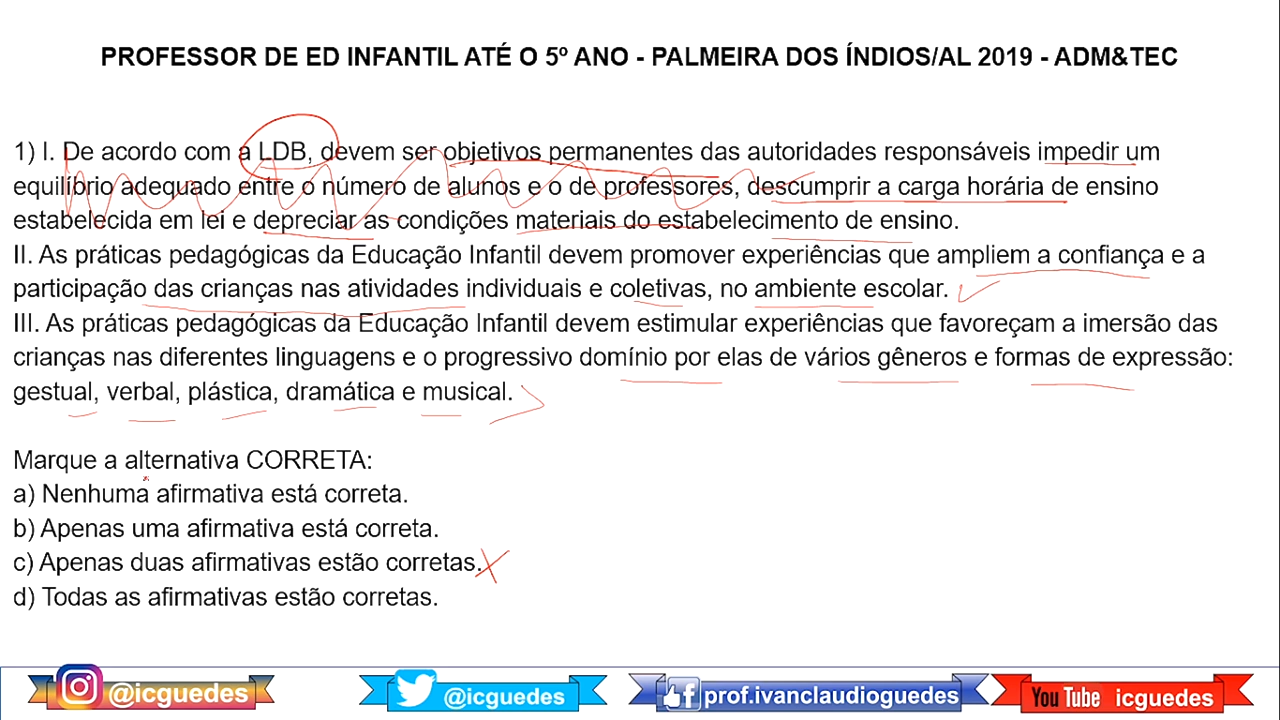 PROFESSOR DE ED INFANTIL ATÉ O 5º ANO - PALMEIRA DOS ÍNDIOS/AL 2019 - ADM&TEC
1) I. De acordo com a LDB, devem ser objetivos permanentes das autoridades responsáveis impedir um
equilíbrio adequado entre o número de alunos e o de professores, descumprir a carga horária de ensino
estabelecida em lei e depreciar as condições materiais do estabelecimento de ensino.
II. As práticas pedagógicas da Educação Infantil devem promover experiências que ampliem a confiança e a
participação das crianças nas atividades individuais e coletivas, no ambiente escolar.
III. As práticas pedagógicas da Educação Infantil devem estimular experiências que favoreçam a imersão das
crianças nas diferentes linguagens e o progressivo domínio por elas de vários gêneros e formas de expressão:
gestual, verbal, plástica, dramática e musical.
Marque a alternativa CORRETA:
a) Nenhuma afirmativa está correta.
b) Apenas uma afirmativa está correta.
c) Apenas duas afirmativas estão corretas.
d) Todas as afirmativas estão corretas.
@icguedes @icguedes prof.ivanclaudioguedes You Tube icguedes